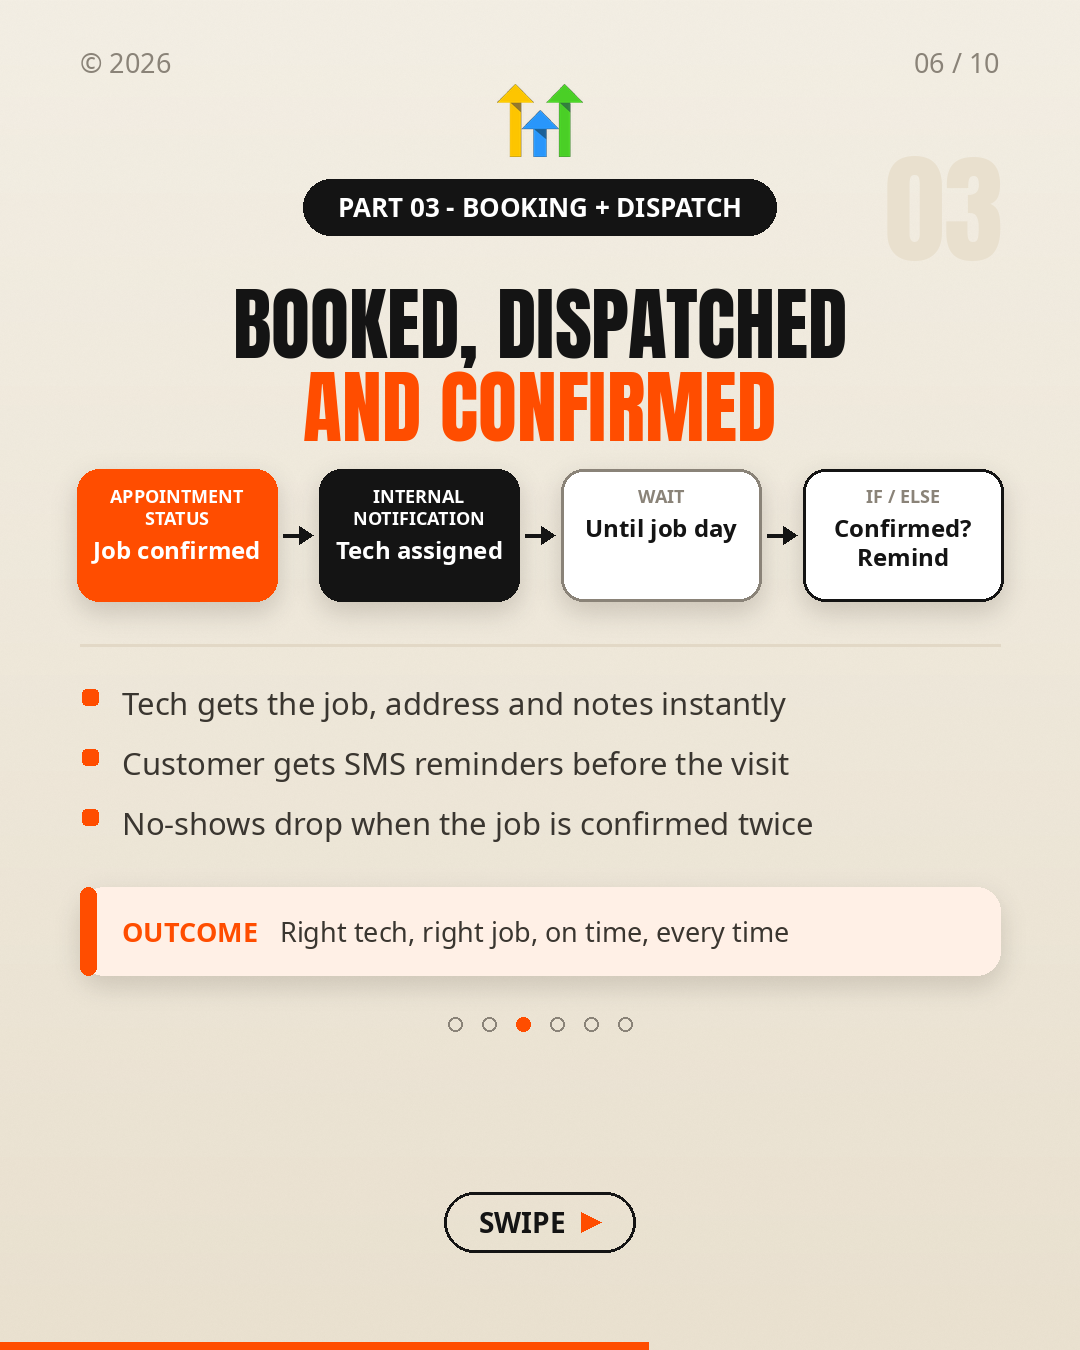 © 2026
06 / 10
PART 03 - BOOKING + DISPATCH
03
BOOKED, DISPATCHED
AND CONFIRMED
APPOINTMENT
STATUS
Job confirmed
INTERNAL
NOTIFICATION
Tech assigned
WAIT
Until job day
IF / ELSE
Confirmed?
Remind
Tech gets the job, address and notes instantly
Customer gets SMS reminders before the visit
No-shows drop when the job is confirmed twice
OUTCOME Right tech, right job, on time, every time
SWIPE